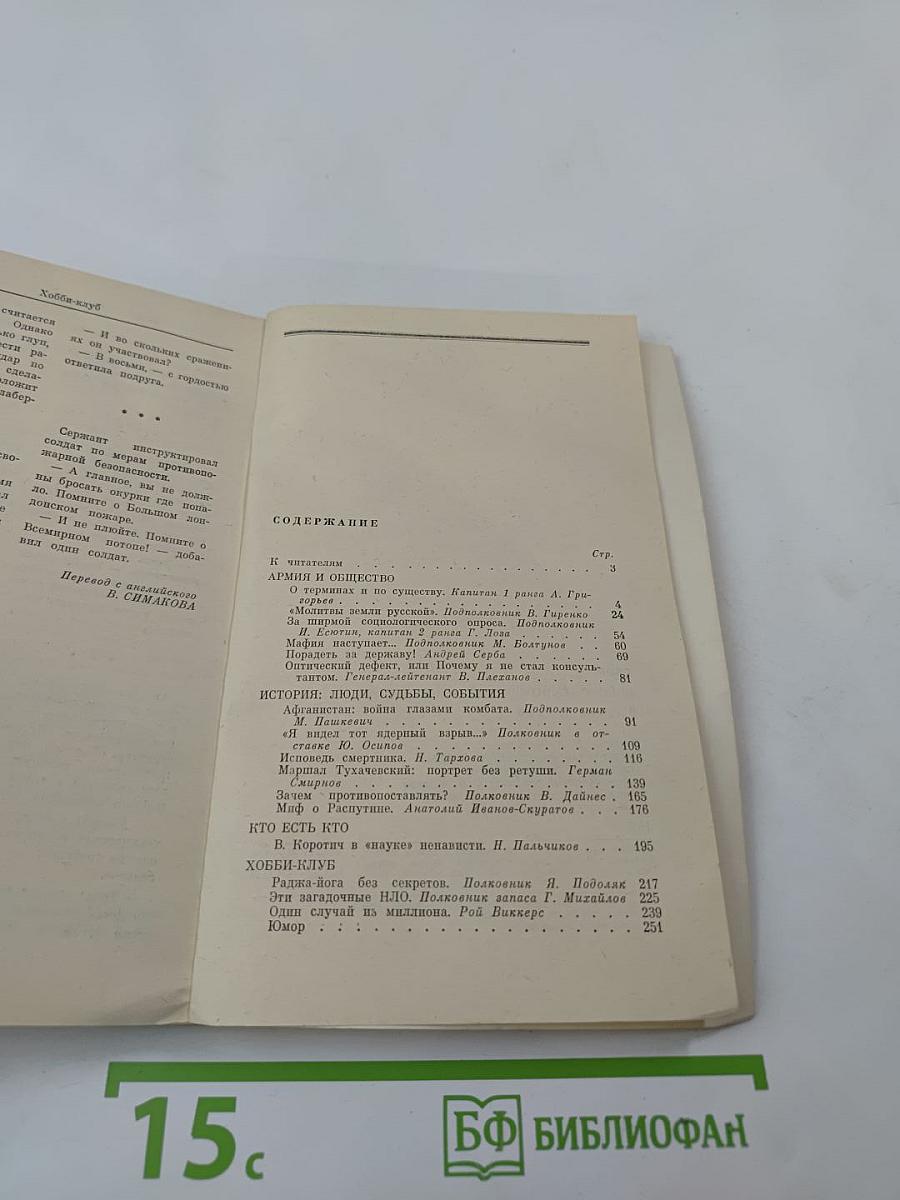 Хобби-клуб
считается
Однако
глуп,
ести ра-
дар по
сдела-
оложит
лабер-
мя
— И во скольких сражени-
ях он участвовал?
— В восьми, — с гордостью
ответила подруга.
* * *
Сержант инструктировал
солдат по мерам противопо-
жарной безопасности.
— А главное, вы не долж-
ны бросать окурки где попа-
ло. Помните о Большом лон-
донском пожаре.
— И не плюйте. Помните о
Всемирном потопе! — доба-
вил один солдат.
Перевод с английского
В. СИМАКОВА
СОДЕРЖАНИЕ
Стр.
К читателям . . . . . . . . . . . . . . . . 3
АРМИЯ И ОБЩЕСТВО
О терминах и по существу. Капитан 1 ранга А. Гри-
горьев . . . . . . . . . . . . . . . . 4
«Молитвы земли русской». Подполковник В. Гиренко 24
За ширмой социологического опроса. Подполковник
И. Есютин, капитан 2 ранга Г. Лоза . . . . . . 54
Мафия наступает... Подполковник М. Болтунов . . 60
Порадеть за державу! Андрей Серба . . . . . . 69
Оптический дефект, или Почему я не стал консуль-
тантом. Генерал-лейтенант В. Плеханов . . . . . 81
ИСТОРИЯ: ЛЮДИ, СУДЬБЫ, СОБЫТИЯ
Афганистан: война глазами комбата. Подполковник
М. Пашкевич . . . . . . . . . . . . . . 91
«Я видел тот ядерный взрыв...» Полковник в от-
ставке Ю. Осипов . . . . . . . . . . . . 109
Исповедь смертника. Н. Тархова . . . . . . . . 116
Маршал Тухачевский: портрет без ретуши. Герман
Смирнов . . . . . . . . . . . . . . . . 139
Зачем противопоставлять? Полковник В. Дайнес . 165
Миф о Распутине. Анатолий Иванов-Скуратов . . . 176
КТО ЕСТЬ КТО
В. Коротич в «науке» ненависти. Н. Пальчиков . . . 195
ХОББИ-КЛУБ
Раджа-йога без секретов. Полковник Я. Подоляк 217
Эти загадочные НЛО. Полковник запаса Г. Михайлов 225
Один случай из миллиона. Рой Виккерс . . . . . 239
Юмор . . . . . . . . . . . . . . . . . . 251
15 с
БФ БИБЛИОФАН